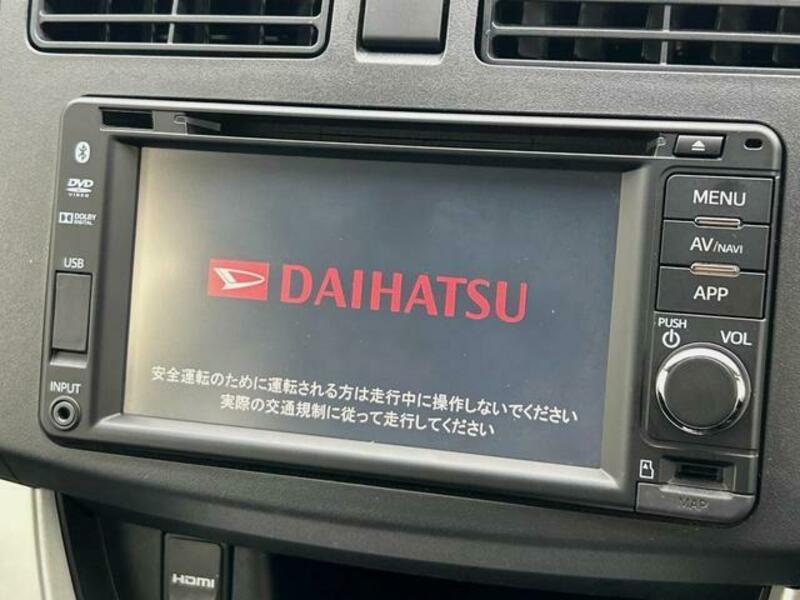 DVD
VIDEO
DOLBY
DIGITAL
USB
INPUT
DAIHATSU
安全運転のために運転される方は走行中に操作しないでください
実際の交通規制に従って走行してください
MENU
AV/NAVI
APP
PUSH
VOL
MAP
HDMI